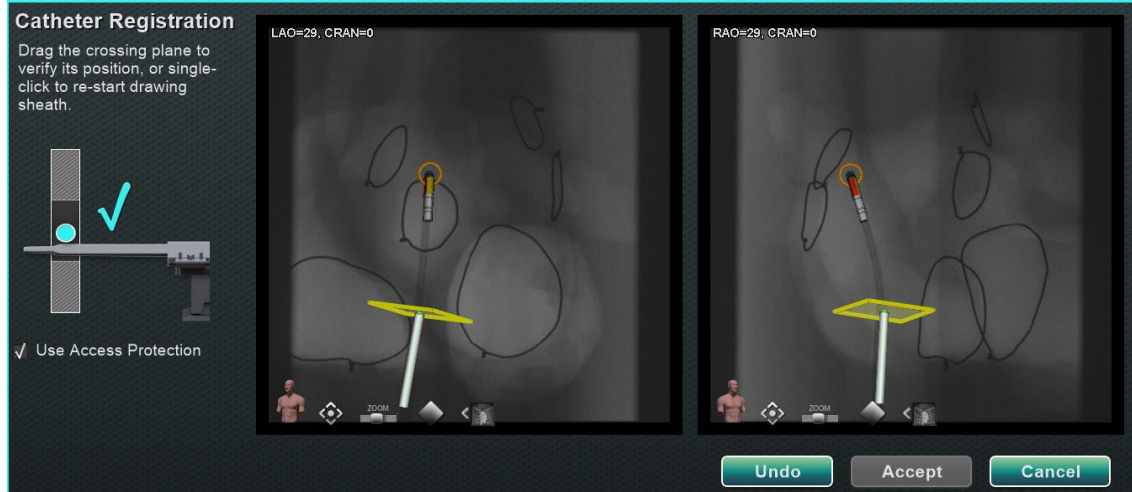 Catheter Registration
Drag the crossing plane to
verify its position, or single-
click to re-start drawing
sheath.
Use Access Protection
LAO=29, CRAN=0
ZOOM
RAO=29, CRAN=0
ZOOM
Undo
Accept
Cancel